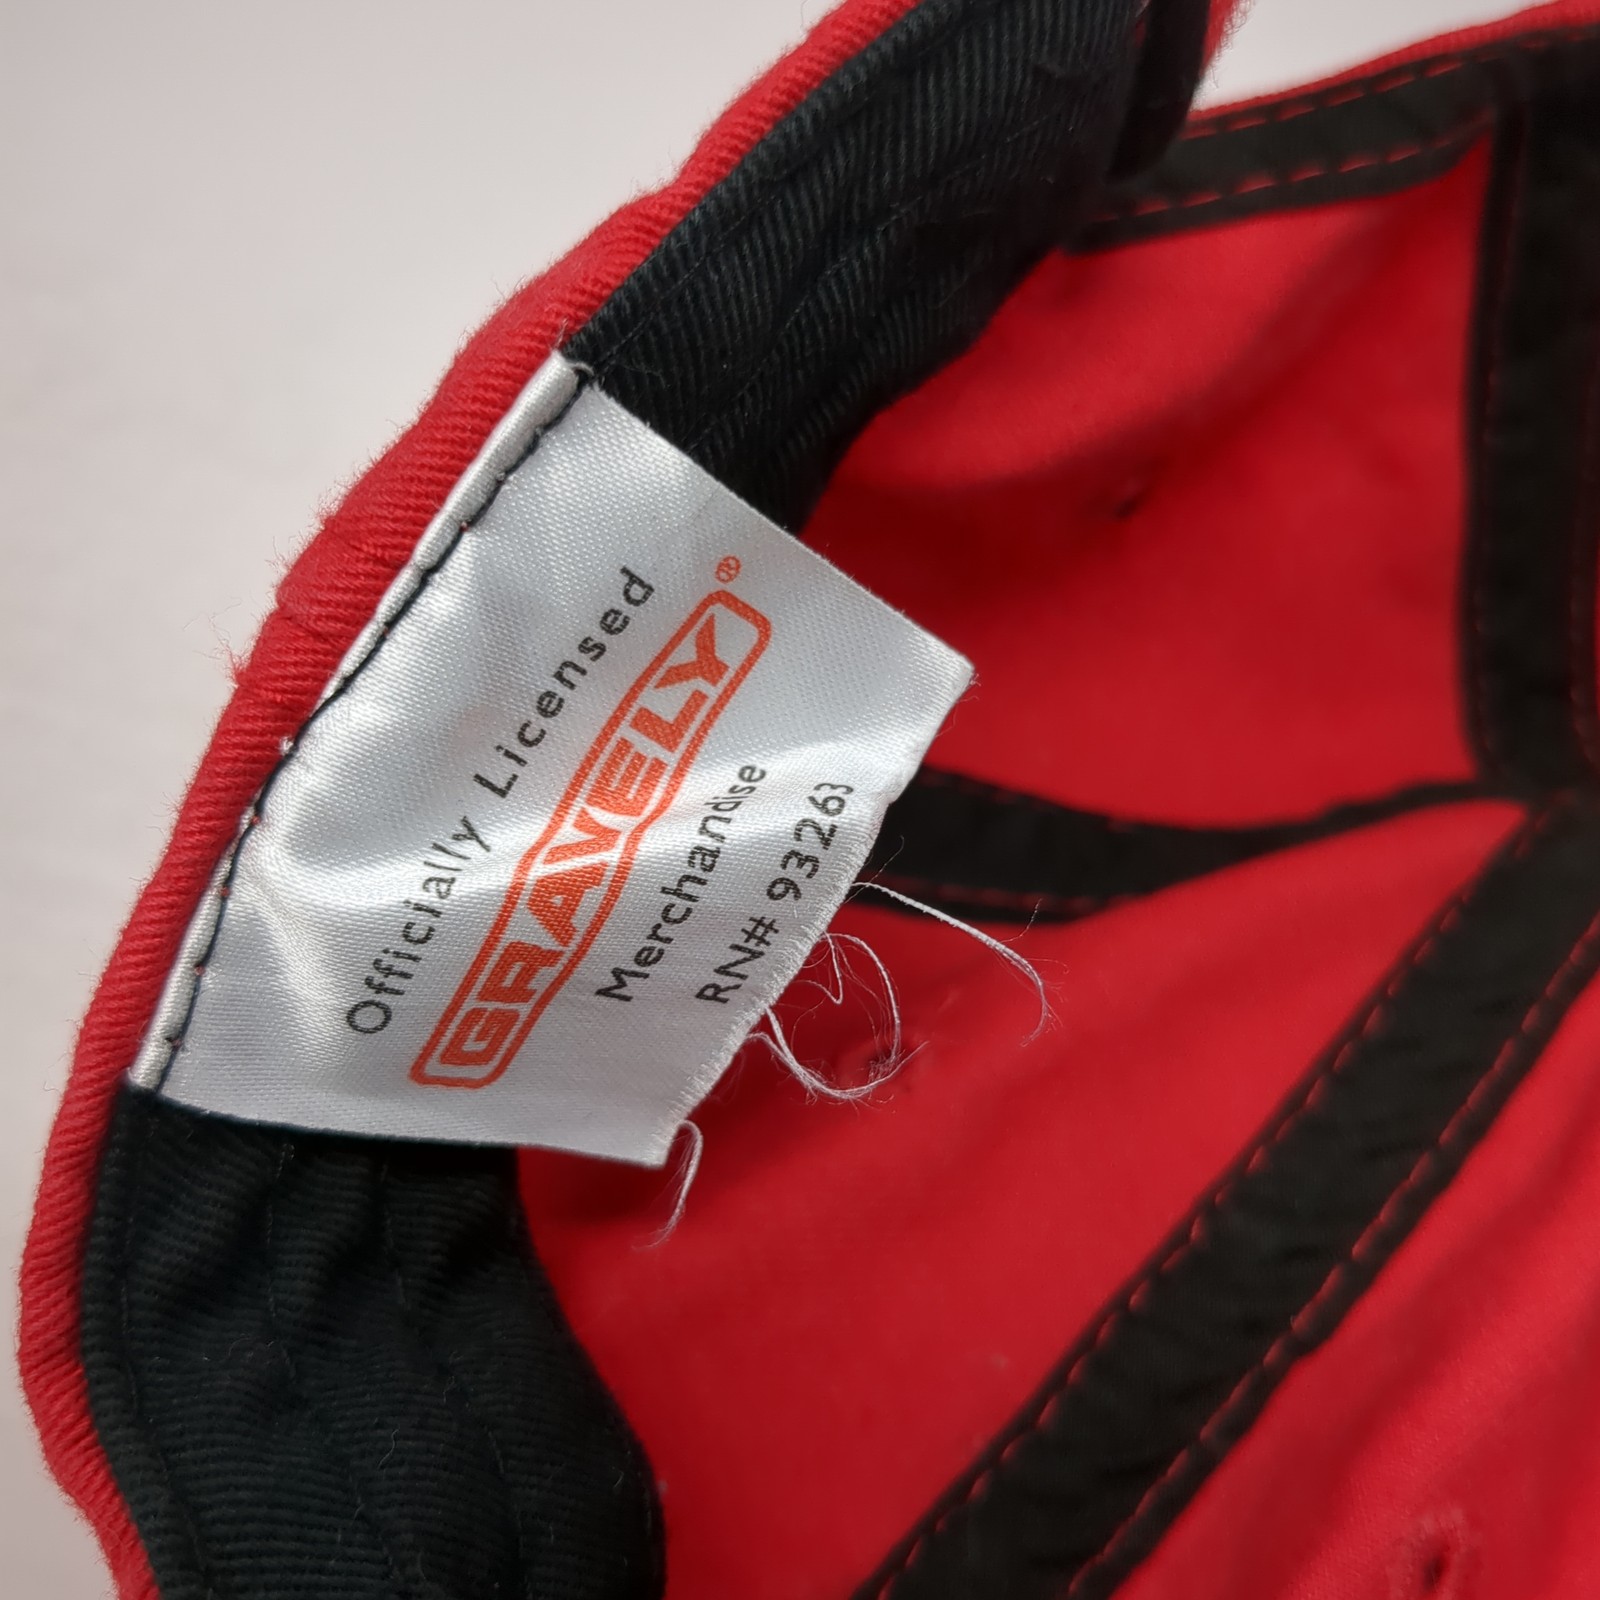 Officially Licensed
GRAVELY®
Merchandise
RN# 93263